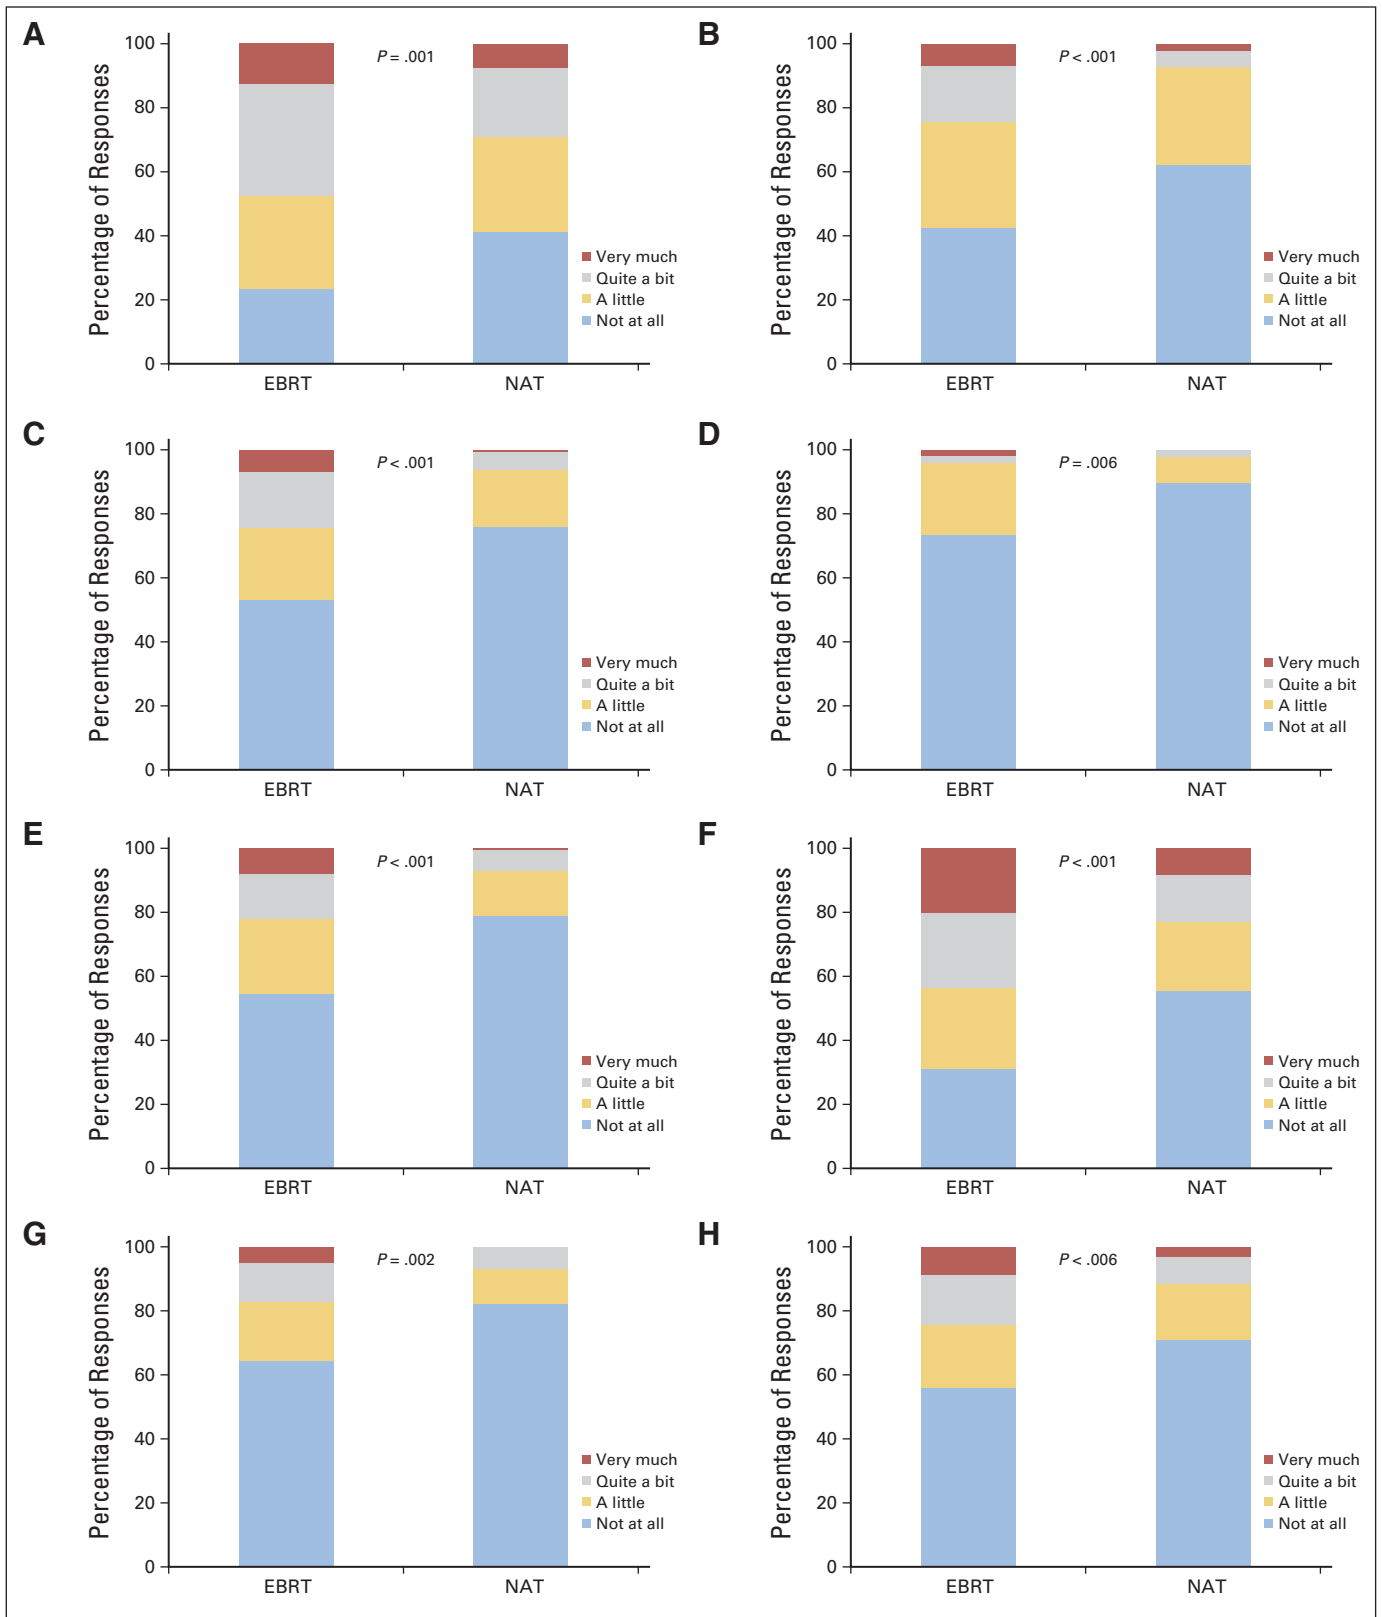 A
Percentage of Responses
100
80
60
40
20
0
P = .001
Very much
Quite a bit
A little
Not at all
EBRT
NAT
B
Percentage of Responses
100
80
60
40
20
0
P < .001
Very much
Quite a bit
A little
Not at all
EBRT
NAT
C
Percentage of Responses
100
80
60
40
20
0
P < .001
Very much
Quite a bit
A little
Not at all
EBRT
NAT
D
Percentage of Responses
100
80
60
40
20
0
P = .006
Very much
Quite a bit
A little
Not at all
EBRT
NAT
E
Percentage of Responses
100
80
60
40
20
0
P < .001
Very much
Quite a bit
A little
Not at all
EBRT
NAT
F
Percentage of Responses
100
80
60
40
20
0
P < .001
Very much
Quite a bit
A little
Not at all
EBRT
NAT
G
Percentage of Responses
100
80
60
40
20
0
P = .002
Very much
Quite a bit
A little
Not at all
EBRT
NAT
H
Percentage of Responses
100
80
60
40
20
0
P < .006
Very much
Quite a bit
A little
Not at all
EBRT
NAT